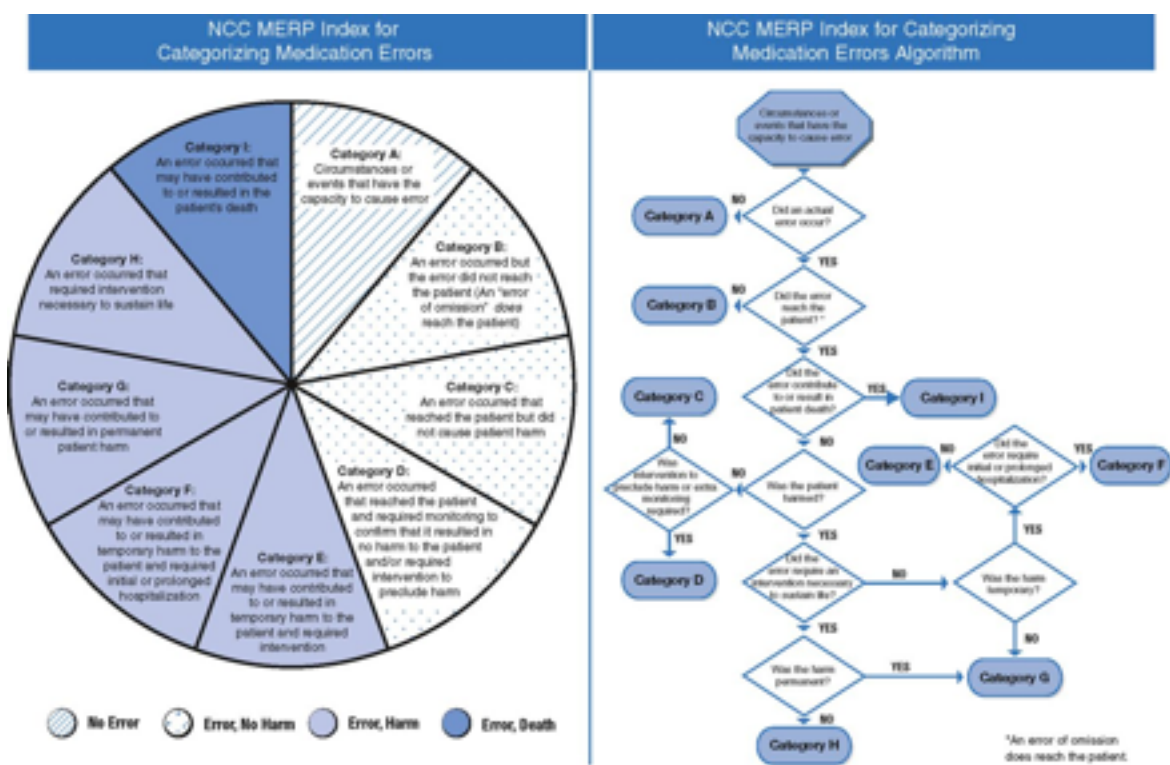 NCC MERP Index for
Categorizing Medication Errors
Category I:
An error occurred that
may have contributed
to or resulted in the
patient's death
Category A:
Circumstances or
events that have the
capacity to cause error
Category B:
An error occurred but
the error did not reach
the patient (An "error
of omission" does
reach the patient)
Category H:
An error occurred that
required intervention
necessary to sustain life
Category C:
An error occurred that
reached the patient but did
not cause patient harm
Category G:
An error occurred that
may have contributed to
or resulted in permanent
patient harm
Category D:
An error occurred
that reached the patient
and required monitoring to
confirm that it resulted in
no harm to the patient
and/or required
intervention to
preclude harm
Category F:
An error occurred that
may have contributed
to or resulted in
temporary harm to the
patient and required
initial or prolonged
hospitalization
Category E:
An error occurred that
may have contributed
to or resulted in
temporary harm to the
patient and required
intervention
No Error
Error, No Harm
Error, Harm
Error, Death
NCC MERP Index for Categorizing
Medication Errors Algorithm
Circumstances or
events that have the
capacity to cause error
NO
Category A
Did an actual
error occur?
YES
NO
Category B
Did the error
reach the
patient? *
YES
Category C
Did the
error contribute
to or result in
patient death?
YES
Category I
NO
NO
Was
intervention to
preclude harm or extra
monitoring
required?
NO
Was the patient
harmed?
Category E
NO
Did the
error require
initial or prolonged
hospitalization?
YES
Category F
YES
YES
YES
Category D
Did the
error require an
intervention necessary
to sustain life?
NO
Was the harm
temporary?
YES
NO
Was the harm
permanent?
YES
Category G
NO
Category H
*An error of omission
does reach the patient.